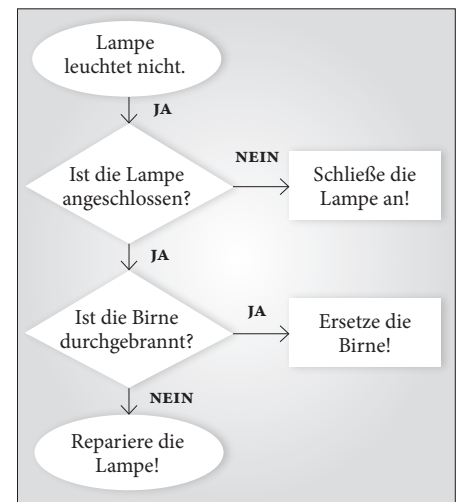 Lampe
leuchtet nicht.
JA
Ist die Lampe
angeschlossen?
NEIN
Schließe die
Lampe an!
JA
Ist die Birne
durchgebrannt?
JA
Ersetze die
Birne!
NEIN
Repariere die
Lampe!